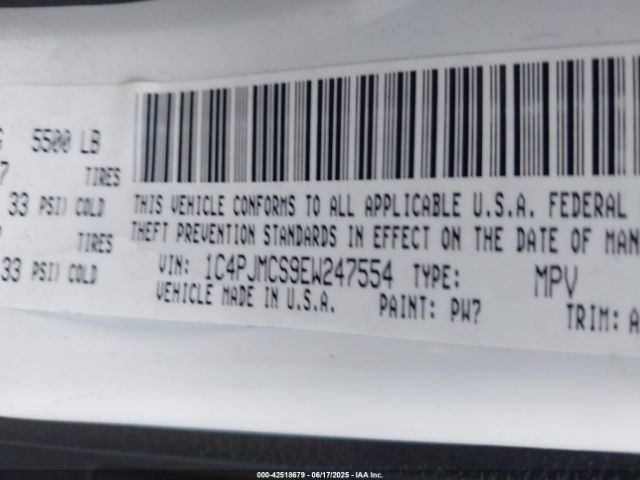 5500 LB
TIRES
33 PSI) COLD
TIRES
33 PSI) COLD
THIS VEHICLE CONFORMS TO ALL APPLICABLE U.S.A. FEDERAL
THEFT PREVENTION STANDARDS IN EFFECT ON THE DATE OF MAN
VIN: 1C4PJMCS9EW247554 TYPE: MPV
VEHICLE MADE IN U.S.A. PAINT: PW7 TRIM: A
000-42518679 - 06/17/2025 - IAA Inc.